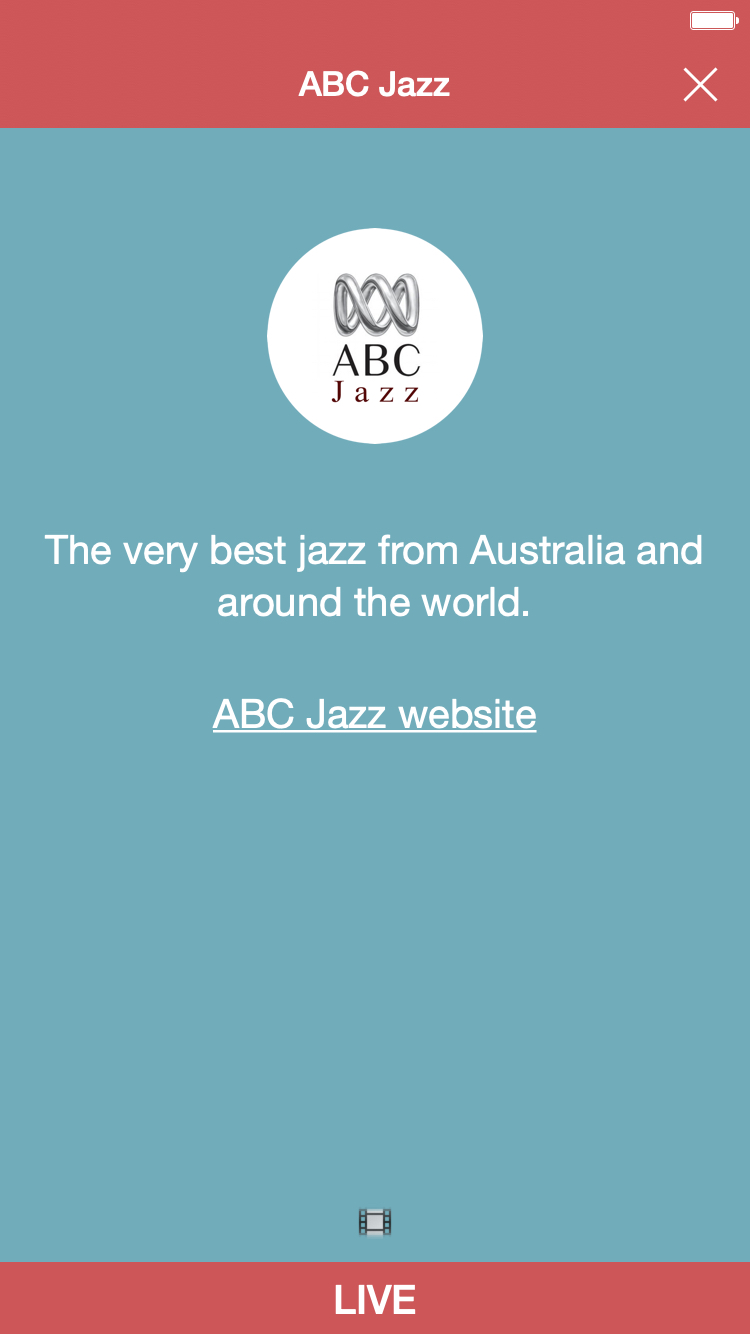 ABC Jazz
ABC
Jazz
The very best jazz from Australia and
around the world.
ABC Jazz website
LIVE